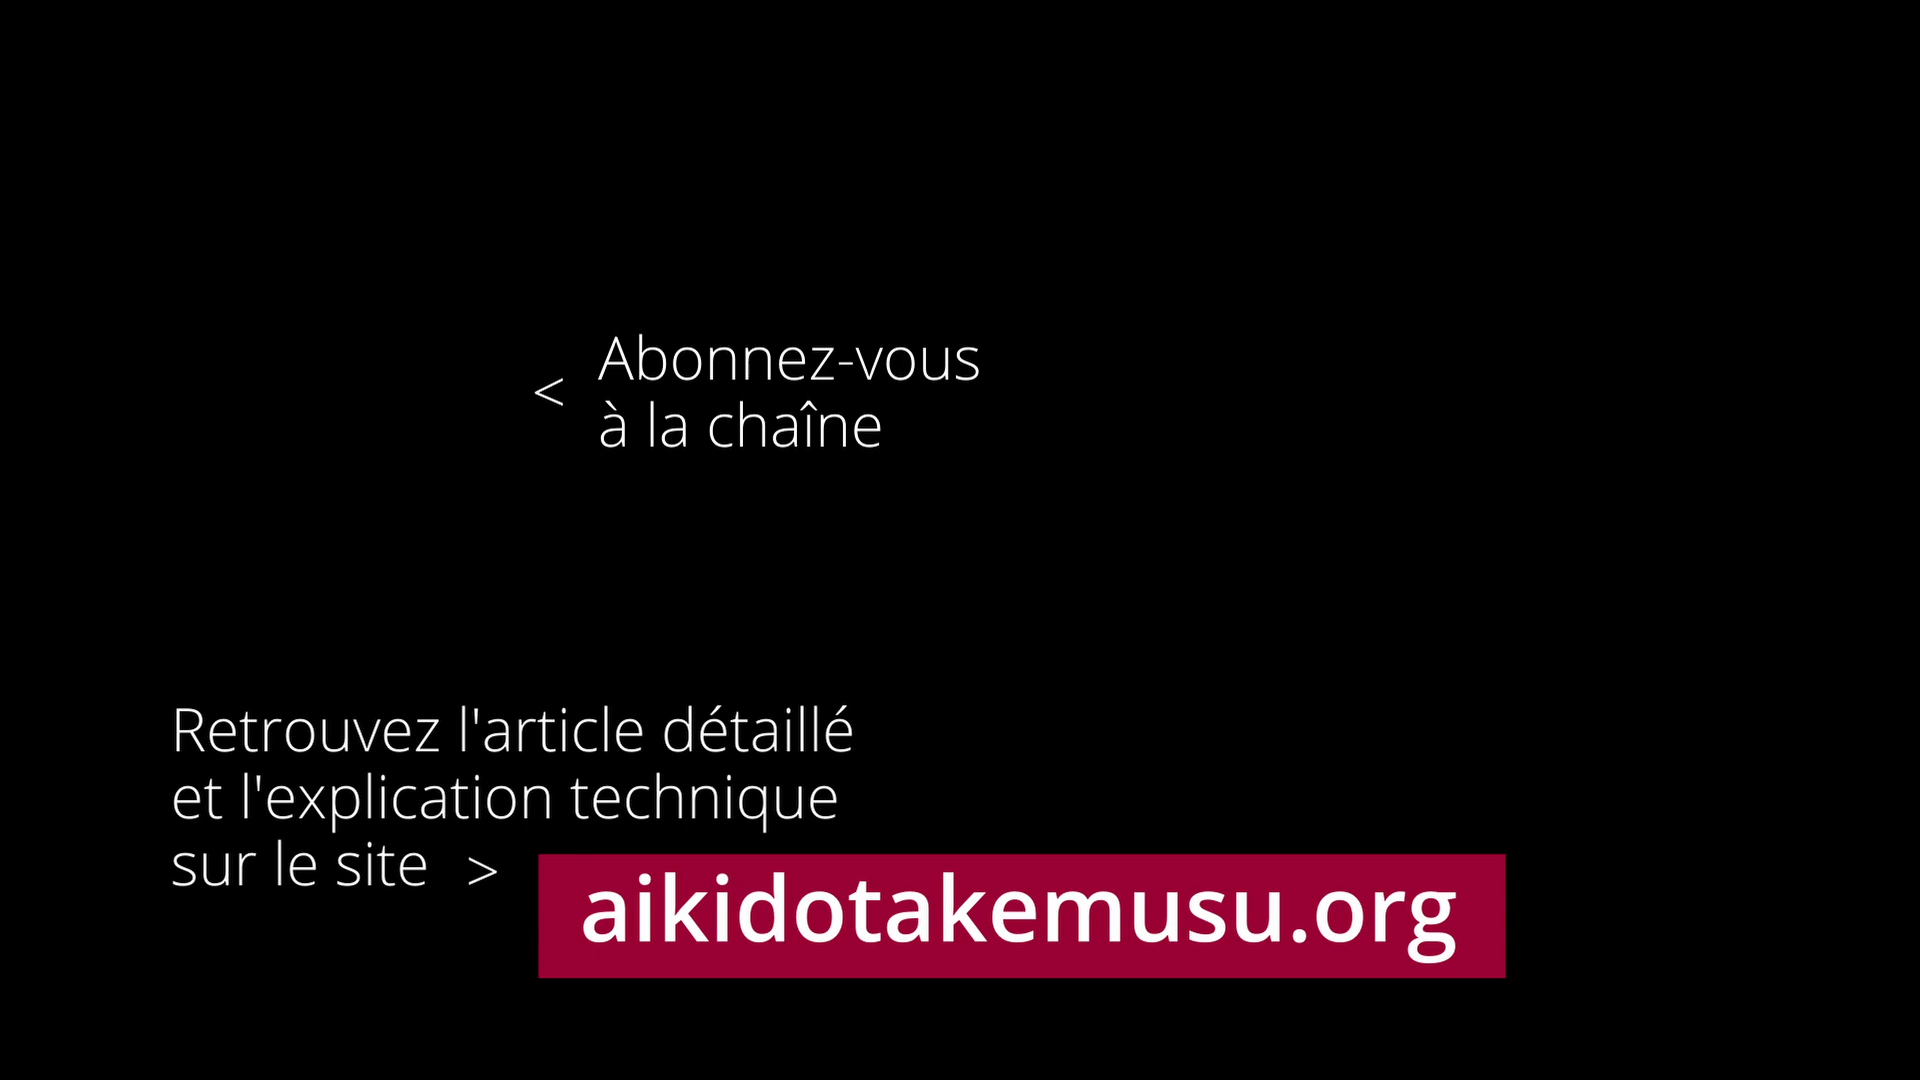 < Abonnez-vous
à la chaîne
Retrouvez l'article détaillé
et l'explication technique
sur le site >
aikidotakemusu.org